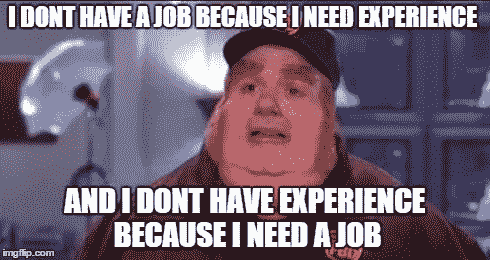 I DONT HAVE A JOB BECAUSE I NEED EXPERIENCE
AND I DONT HAVE EXPERIENCE
BECAUSE I NEED A JOB
imgflip.com